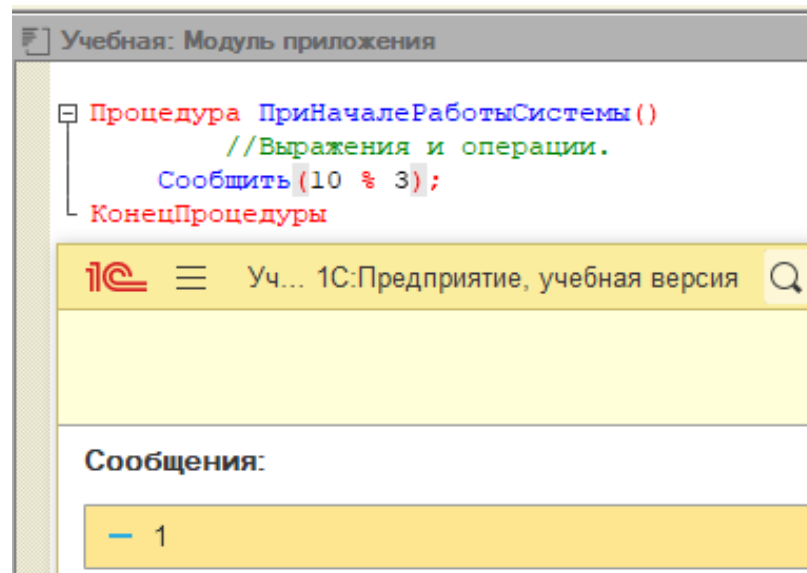 Учебная: Модуль приложения
Процедура ПриНачалеРаботыСистемы()
//Выражения и операции.
Сообщить(10 % 3);
КонецПроцедуры
1С Уч... 1С:Предприятие, учебная версия
Сообщения:
1